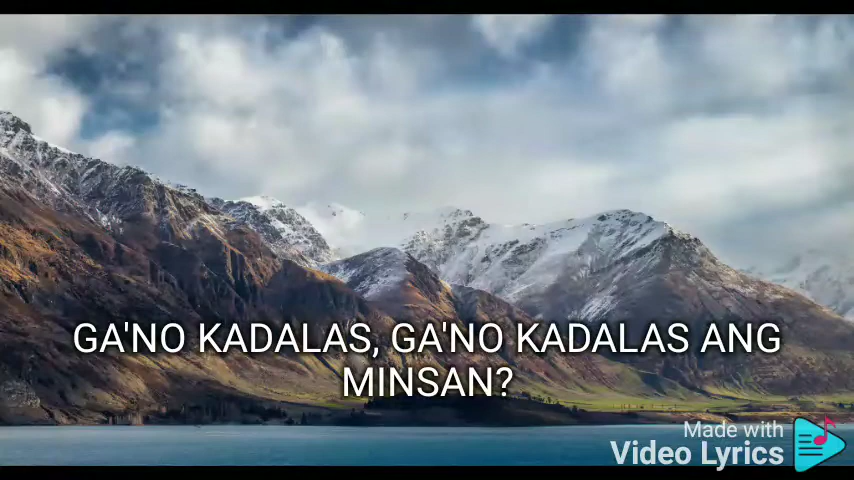 GA'NO KADALAS, GA'NO KADALAS ANG
MINSAN?
Made with
Video Lyrics